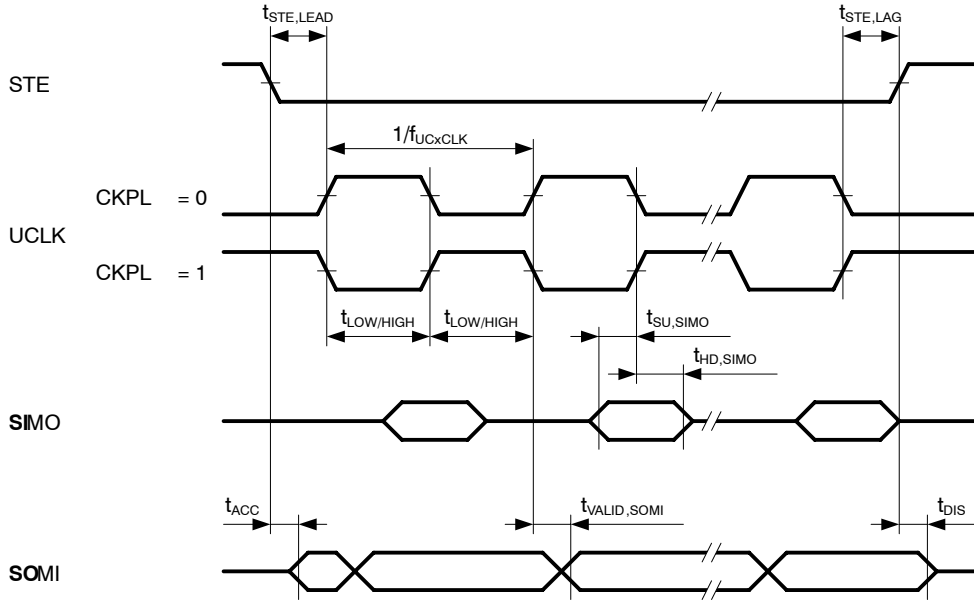 tSTE,LEAD
tSTE,LAG
STE
1/fUCxCLK
CKPL = 0
UCLK
CKPL = 1
tLOW/HIGH tLOW/HIGH tSU,SIMO
tHD,SIMO
SIMO
tACC tVALID,SOMI tDIS
SOMI